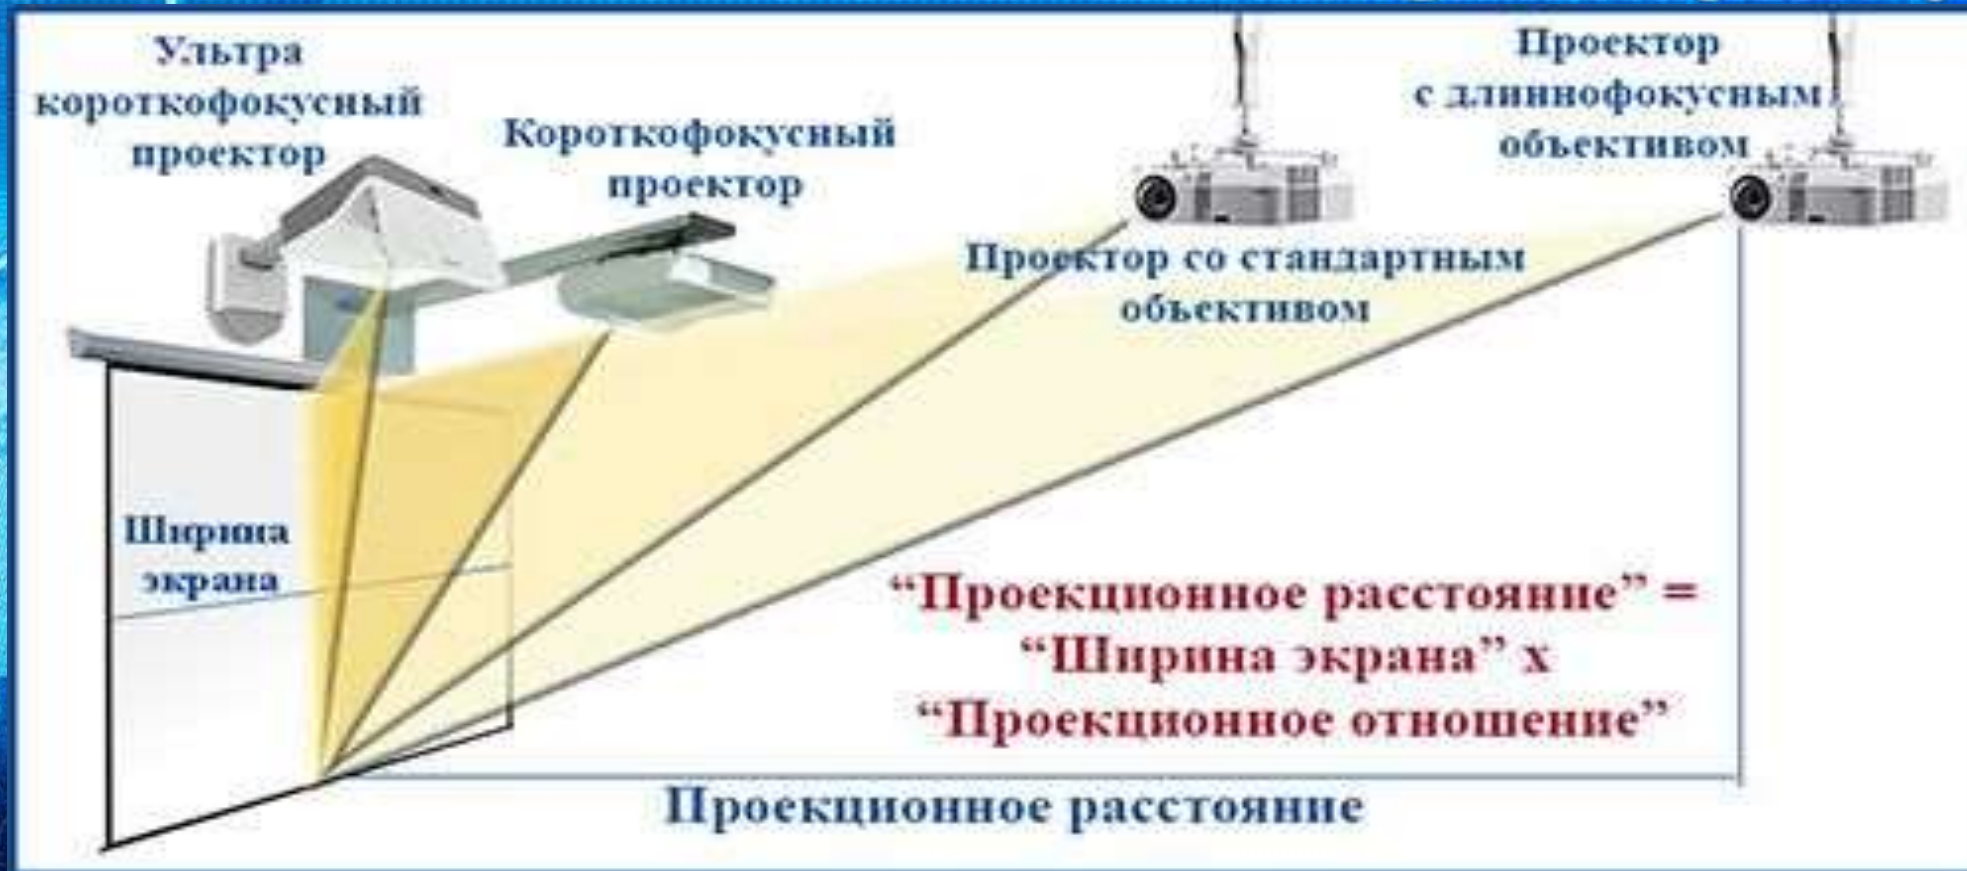 Ультра
короткофокусный
проектор
Короткофокусный
проектор
Проектор
с длиннофокусным
объективом
Проектор со стандартным
объективом
Ширина
экрана
“Проекционное расстояние” =
“Ширина экрана” х
“Проекционное отношение”
Проекционное расстояние